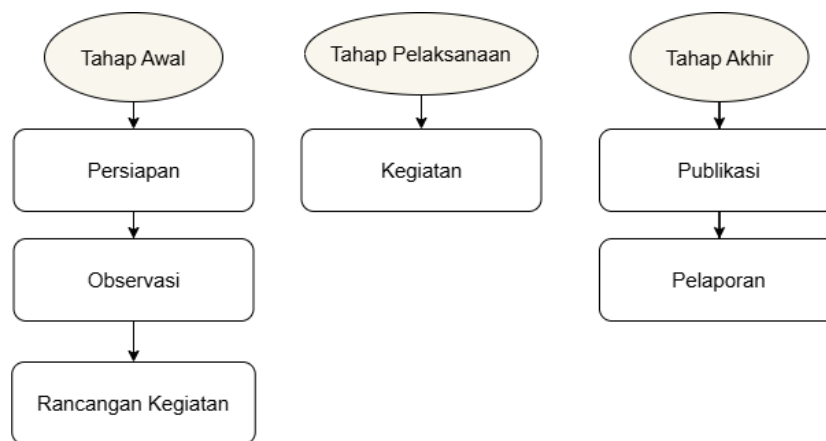 Tahap Awal
Persiapan
Observasi
Rancangan Kegiatan
Tahap Pelaksanaan
Kegiatan
Tahap Akhir
Publikasi
Pelaporan